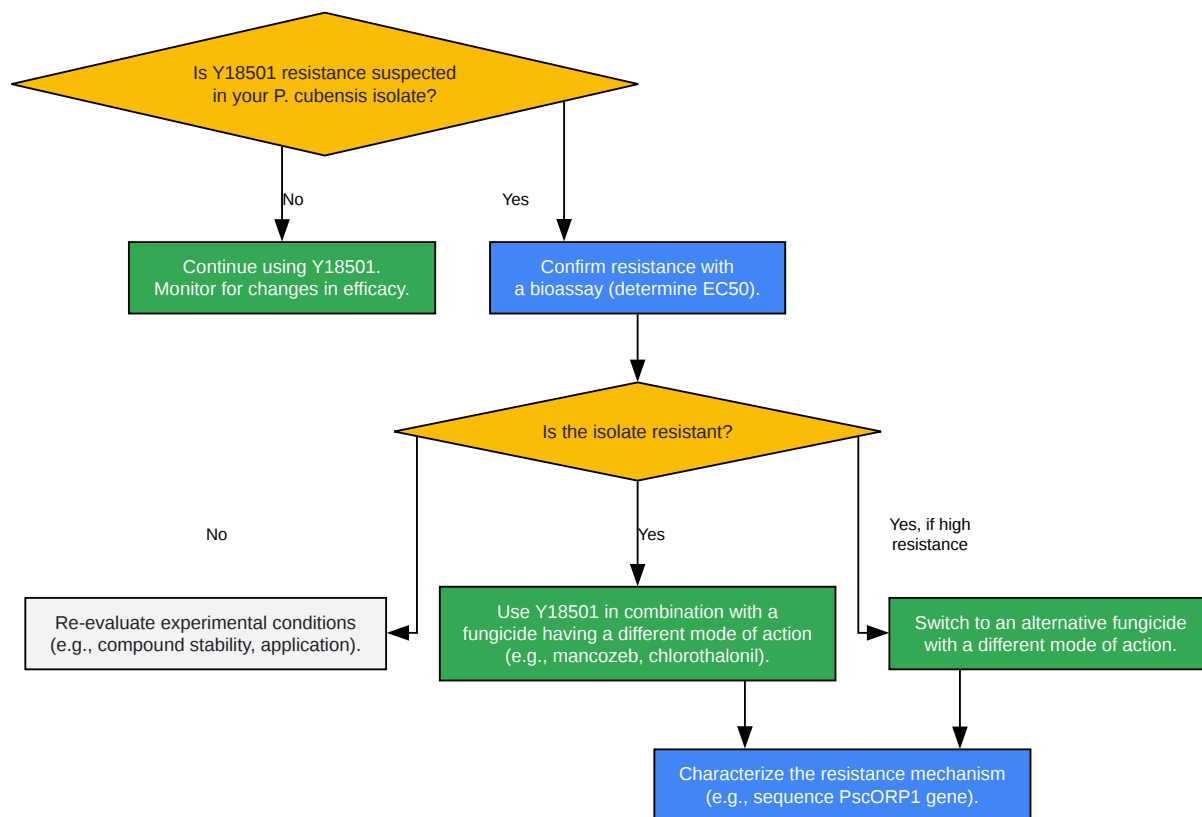 Is Y18501 resistance suspected
in your P. cubensis isolate?
No
Yes
Continue using Y18501.
Monitor for changes in efficacy.
Confirm resistance with
a bioassay (determine EC50).
Is the isolate resistant?
No
Yes
Yes, if high
resistance
Re-evaluate experimental conditions
(e.g., compound stability, application).
Use Y18501 in combination with a
fungicide having a different mode of action
(e.g., mancozeb, chlorothalonil).
Switch to an alternative fungicide
with a different mode of action.
Characterize the resistance mechanism
(e.g., sequence PscORP1 gene).